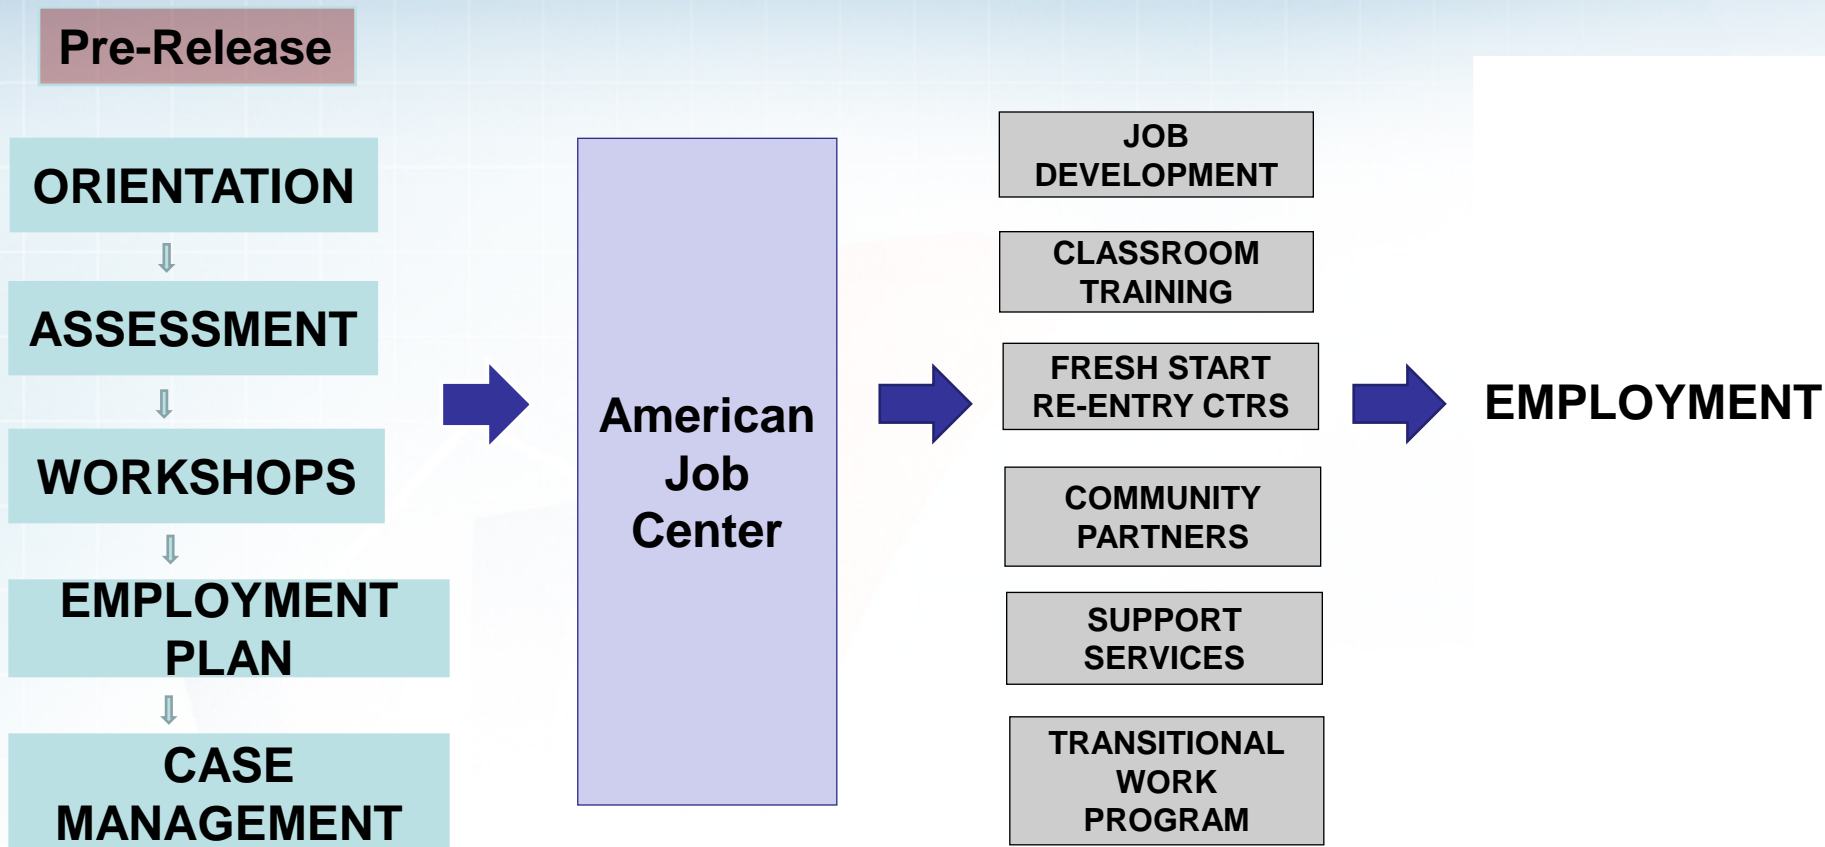 Pre-Release
ORIENTATION
ASSESSMENT
WORKSHOPS
EMPLOYMENT
PLAN
CASE
MANAGEMENT
American
Job
Center
JOB
DEVELOPMENT
CLASSROOM
TRAINING
FRESH START
RE-ENTRY CTRS
COMMUNITY
PARTNERS
SUPPORT
SERVICES
TRANSITIONAL
WORK
PROGRAM
EMPLOYMENT